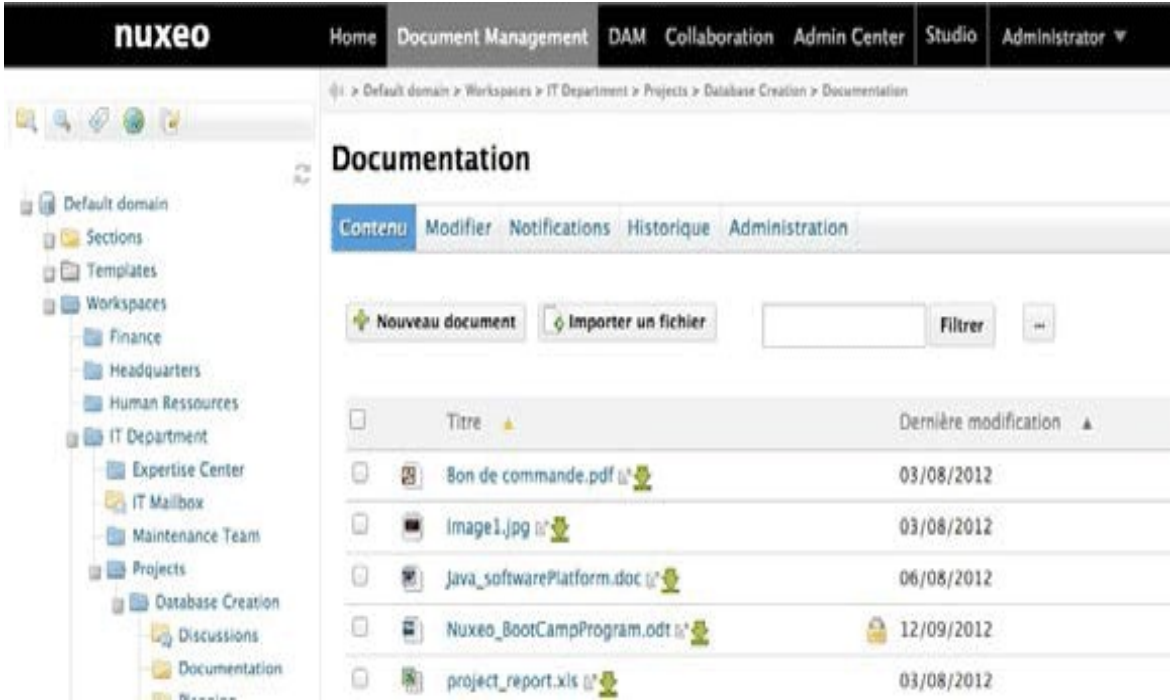 nuxeo
Home Document Management DAM Collaboration Admin Center Studio Administrator
> Default domain > Workspaces > IT Department > Projects > Database Creation > Documentation
Documentation
Contenu Modifier Notifications Historique Administration
Nouveau document Importer un fichier Filtrer
Titre Dernière modification
Bon de commande.pdf 03/08/2012
image1.jpg 03/08/2012
Java_softwarePlatform.doc 06/08/2012
Nuxeo_BootCampProgram.odt 12/09/2012
project_report.xls 03/08/2012
Default domain
Sections
Templates
Workspaces
Finance
Headquarters
Human Ressources
IT Department
Expertise Center
IT Mailbox
Maintenance Team
Projects
Database Creation
Discussions
Documentation